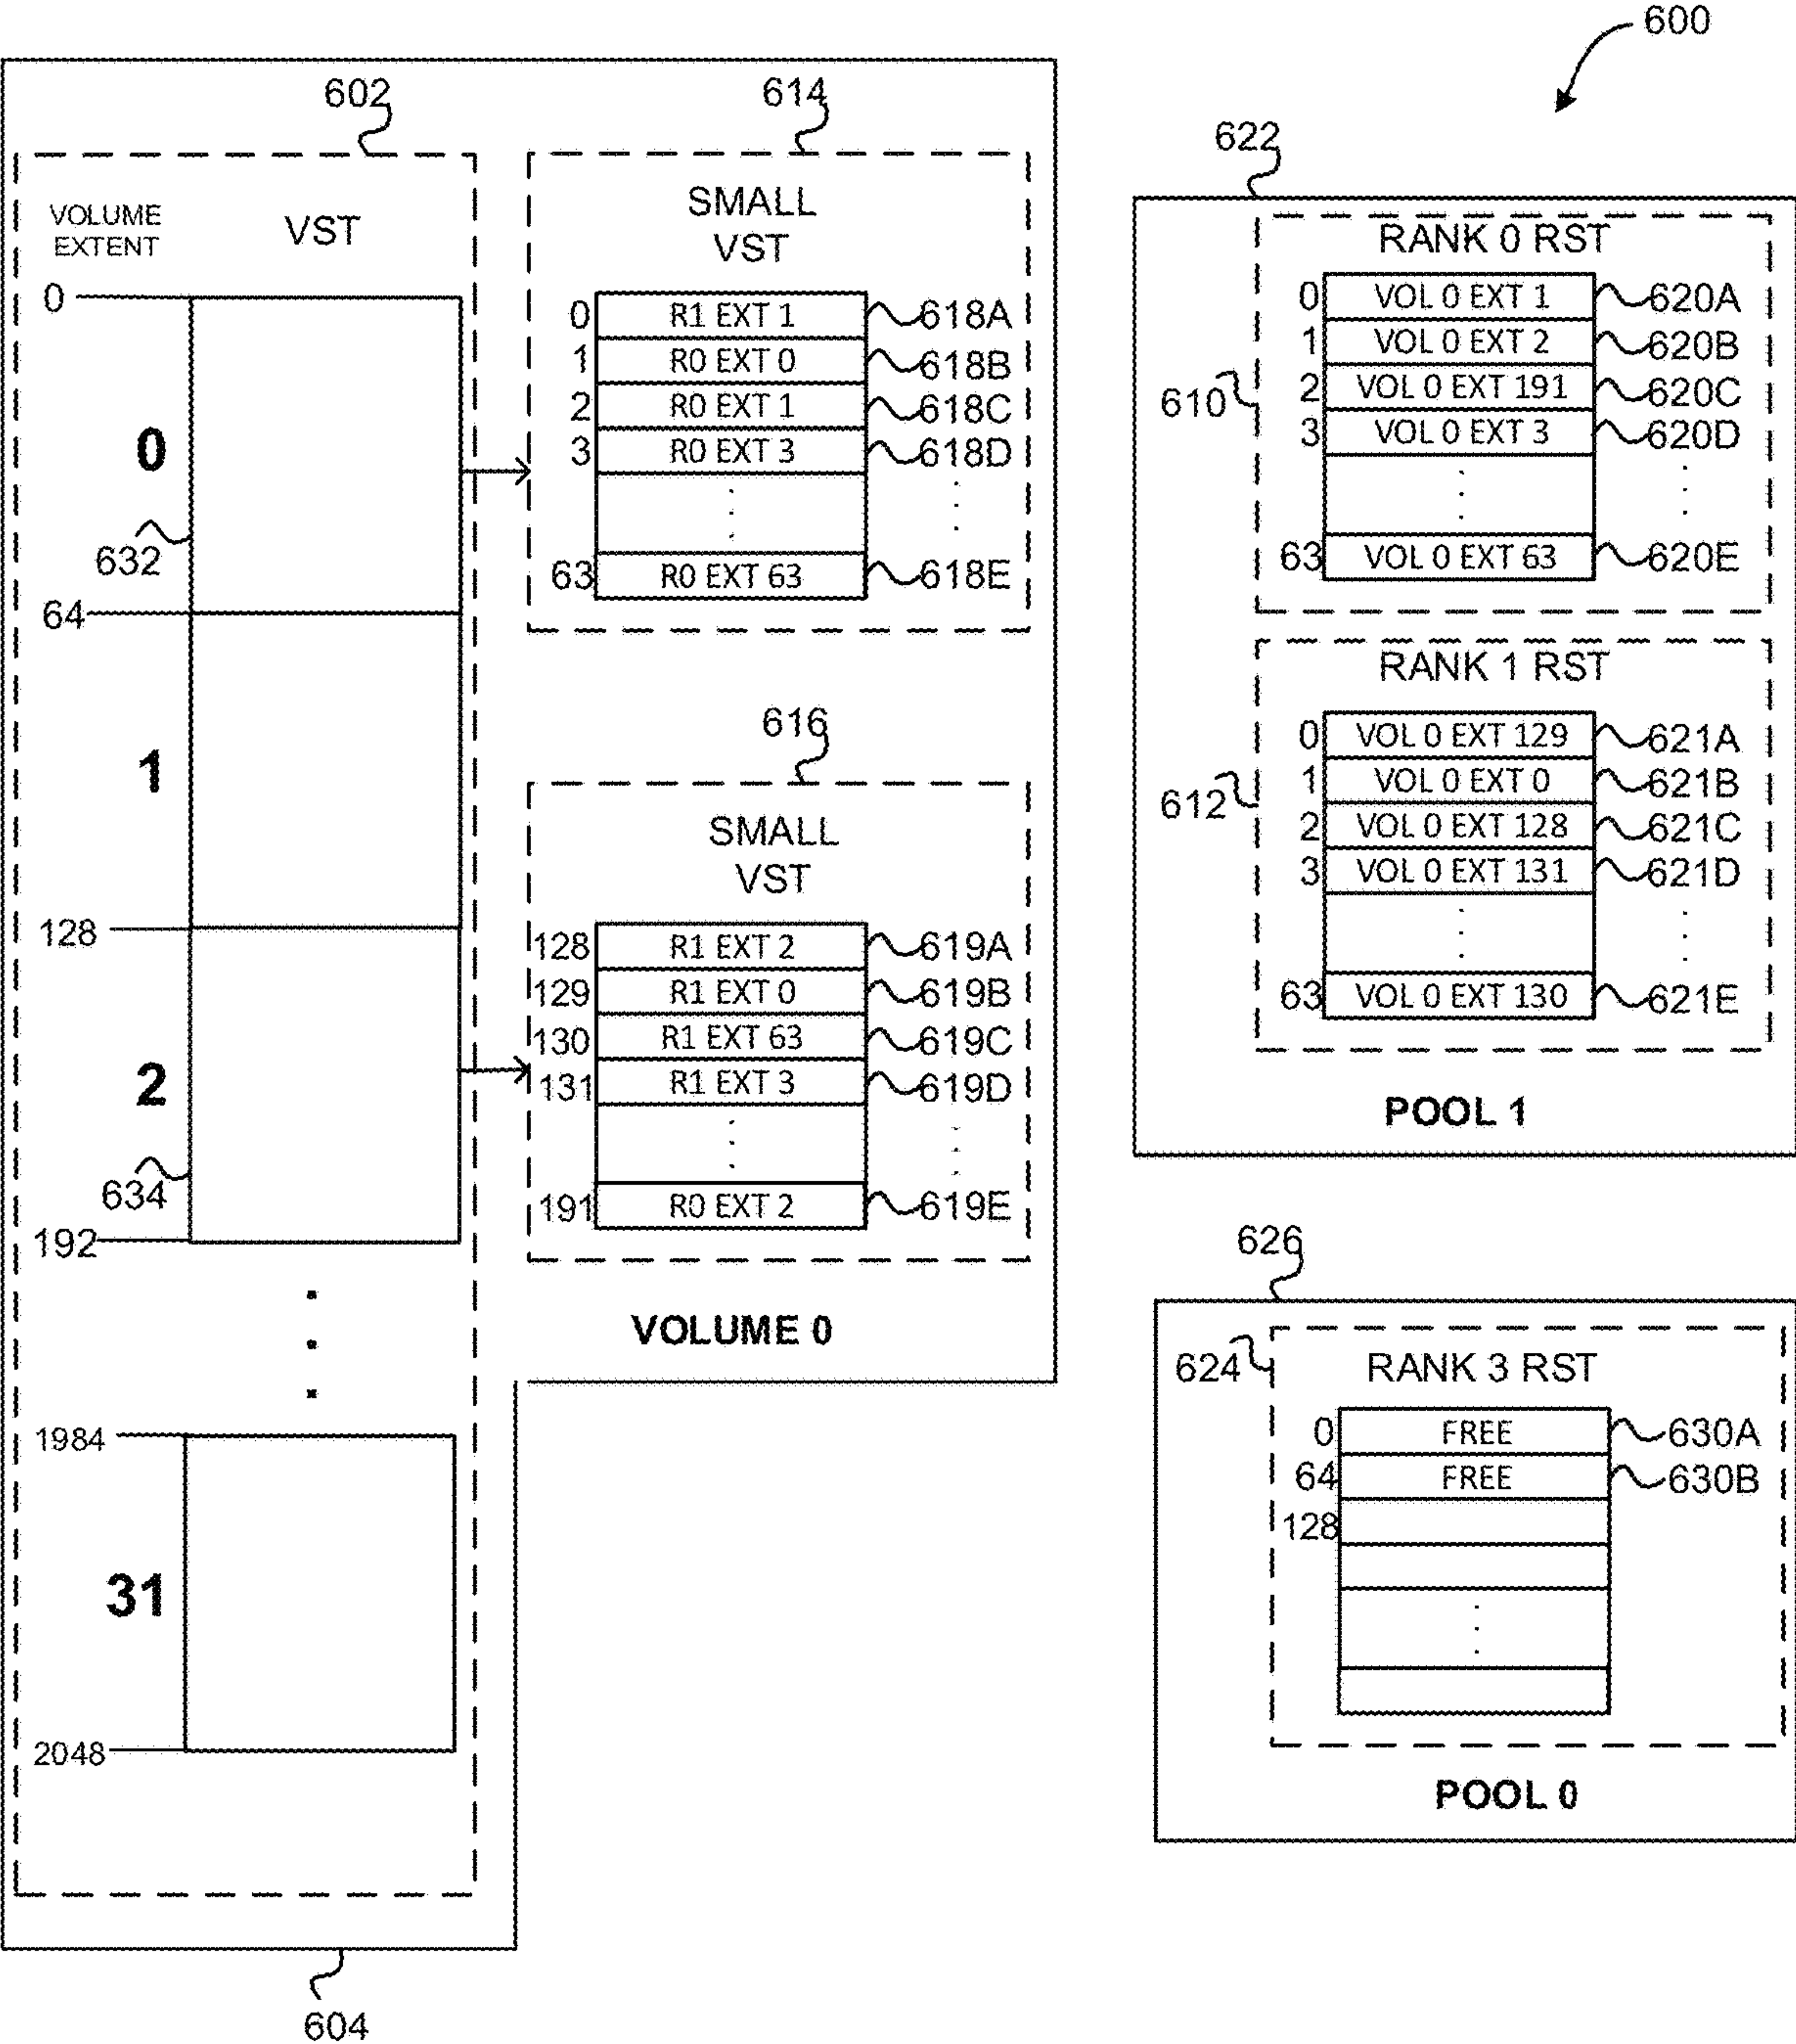 600
602
614
622
VOLUME
EXTENT
VST
SMALL
VST
0
0
632
64
1
128
2
634
192
1984
31
2048
0 R1 EXT 1 618A
1 R0 EXT 0 618B
2 R0 EXT 1 618C
3 R0 EXT 3 618D
63 R0 EXT 63 618E
616
SMALL
VST
128 R1 EXT 2 619A
129 R1 EXT 0 619B
130 R1 EXT 63 619C
131 R1 EXT 3 619D
191 R0 EXT 2 619E
VOLUME 0
604
RANK 0 RST
610
0 VOL 0 EXT 1 620A
1 VOL 0 EXT 2 620B
2 VOL 0 EXT 191 620C
3 VOL 0 EXT 3 620D
63 VOL 0 EXT 63 620E
RANK 1 RST
612
0 VOL 0 EXT 129 621A
1 VOL 0 EXT 0 621B
2 VOL 0 EXT 128 621C
3 VOL 0 EXT 131 621D
63 VOL 0 EXT 130 621E
POOL 1
626
624
RANK 3 RST
0 FREE 630A
64 FREE 630B
128
POOL 0